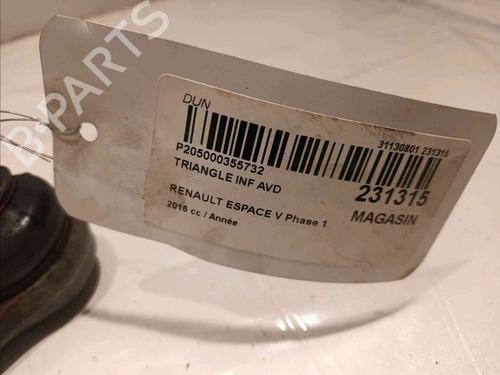 DUN
31130801 231315
P205000355732
TRIANGLE INF AVD
231315
RENAULT ESPACE V Phase 1
MAGASIN
2016 cc / Année
B-PARTS